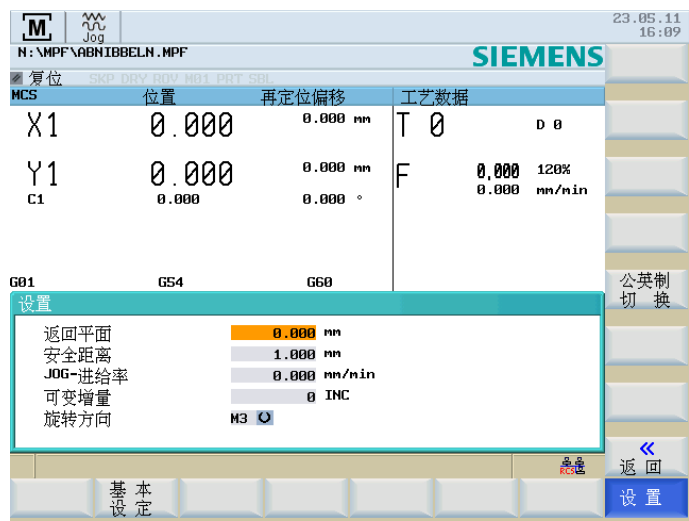 M Jog 23.05.11
16:09
N:\MPF\ABNIBBELN.MPF SIEMENS
复位 SKP DRY ROV M01 PRT SBL
MCS 位置 再定位偏移 工艺数据
X1 0.000 0.000 mm T 0 D 0
Y1 0.000 0.000 mm F 0.000 120%
C1 0.000 0.000 ° 0.000 mm/min
G01 G54 G60
公英制
切 换
设置
返回平面 0.000 mm
安全距离 1.000 mm
JOG-进给率 0.000 mm/min
可变增量 0 INC
旋转方向 M3
RCS
« 返 回
基 本
设 定
设 置